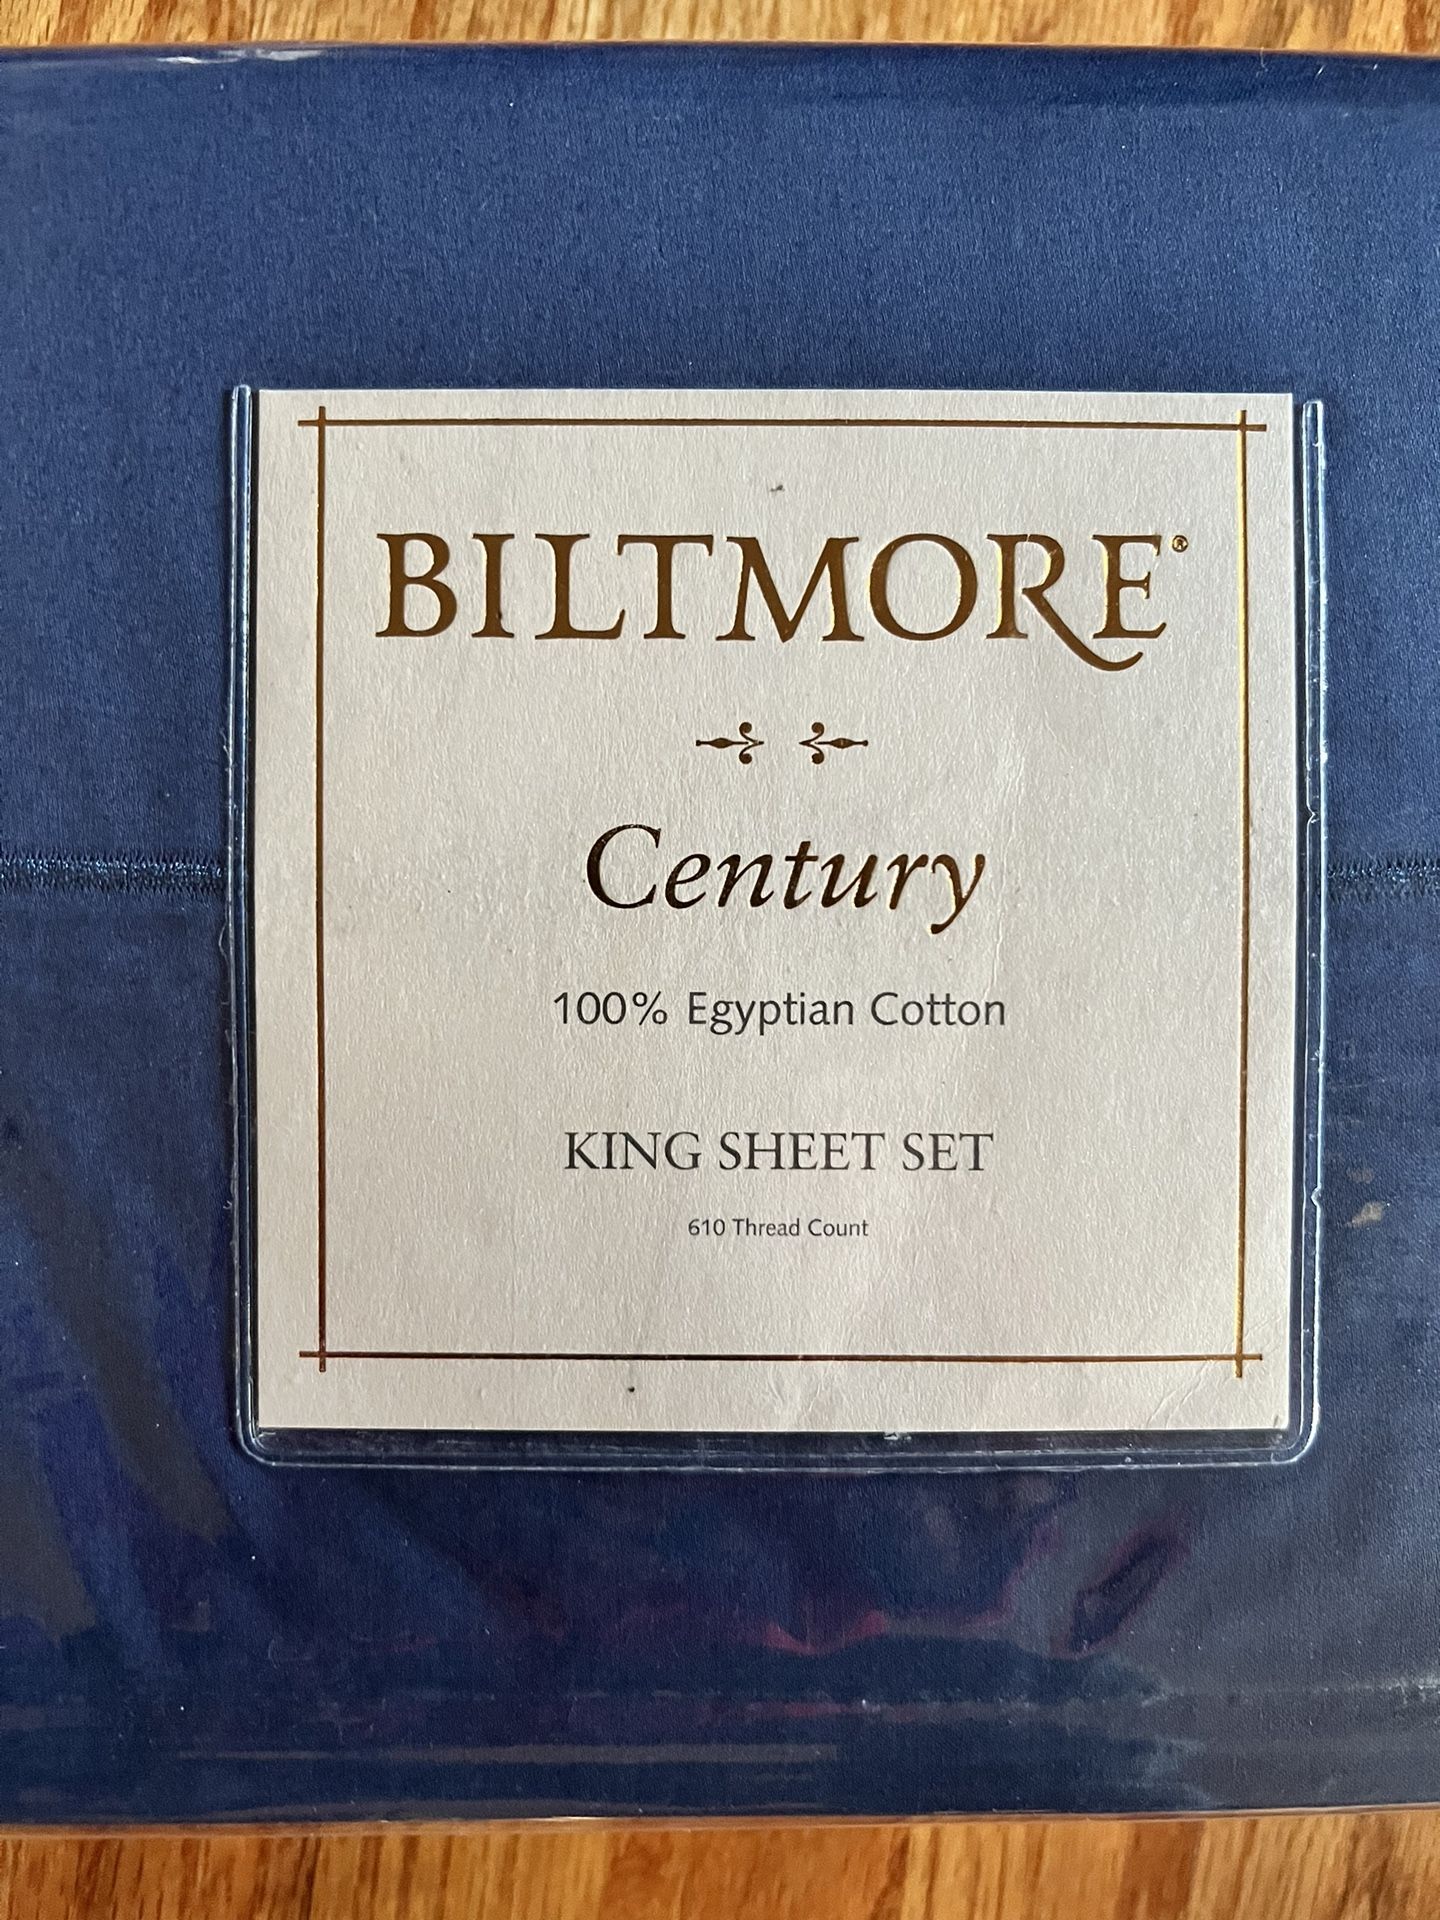 BILTMORE®
Century
100% Egyptian Cotton
KING SHEET SET
610 Thread Count